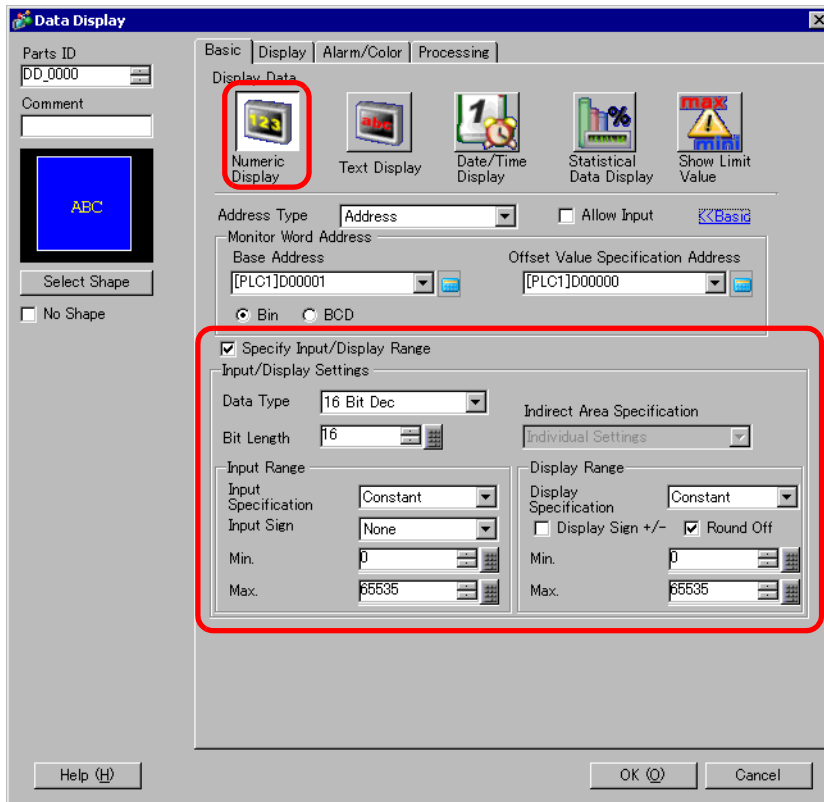 Data Display
Parts ID
DD_0000
Comment
ABC
Select Shape
No Shape
Basic Display Alarm/Color Processing
Display Data
123
Numeric
Display
abc
Text Display
1
Date/Time
Display
%
Statistical
Data Display
max
mini
Show Limit
Value
Address Type Address Allow Input <<Basic
Monitor Word Address
Base Address Offset Value Specification Address
[PLC1]D00001 [PLC1]D00000
Bin BCD
Specify Input/Display Range
Input/Display Settings
Data Type 16 Bit Dec
Indirect Area Specification
Bit Length 16 Individual Settings
Input Range
Input
Specification Constant
Input Sign None
Min. 0
Max. 65535
Display Range
Display
Specification Constant
Display Sign +/- Round Off
Min. 0
Max. 65535
Help (H) OK (O) Cancel